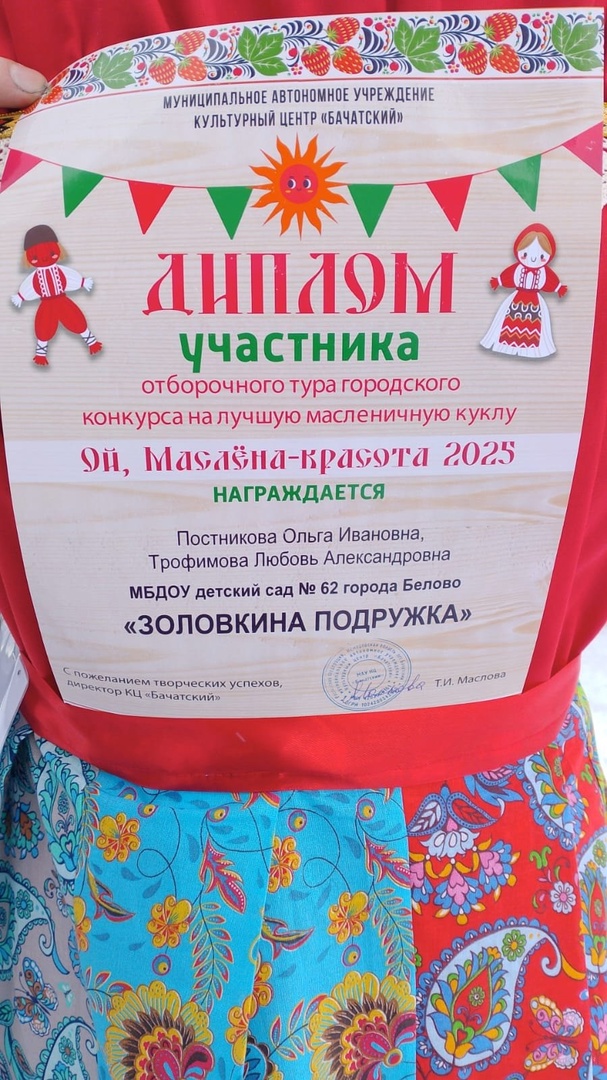 МУНИЦИПАЛЬНОЕ АВТОНОМНОЕ УЧРЕЖДЕНИЕ
КУЛЬТУРНЫЙ ЦЕНТР «БАЧАТСКИЙ»
ДИПЛОМ
участника
отборочного тура городского
конкурса на лучшую масленичную куклу
Ой, Маслёна-красота 2025
НАГРАЖДАЕТСЯ
Постникова Ольга Ивановна,
Трофимова Любовь Александровна
МБДОУ детский сад № 62 города Белово
«ЗОЛОВКИНА ПОДРУЖКА»
С пожеланием творческих успехов,
директор КЦ «Бачатский»
Т.И. Маслова